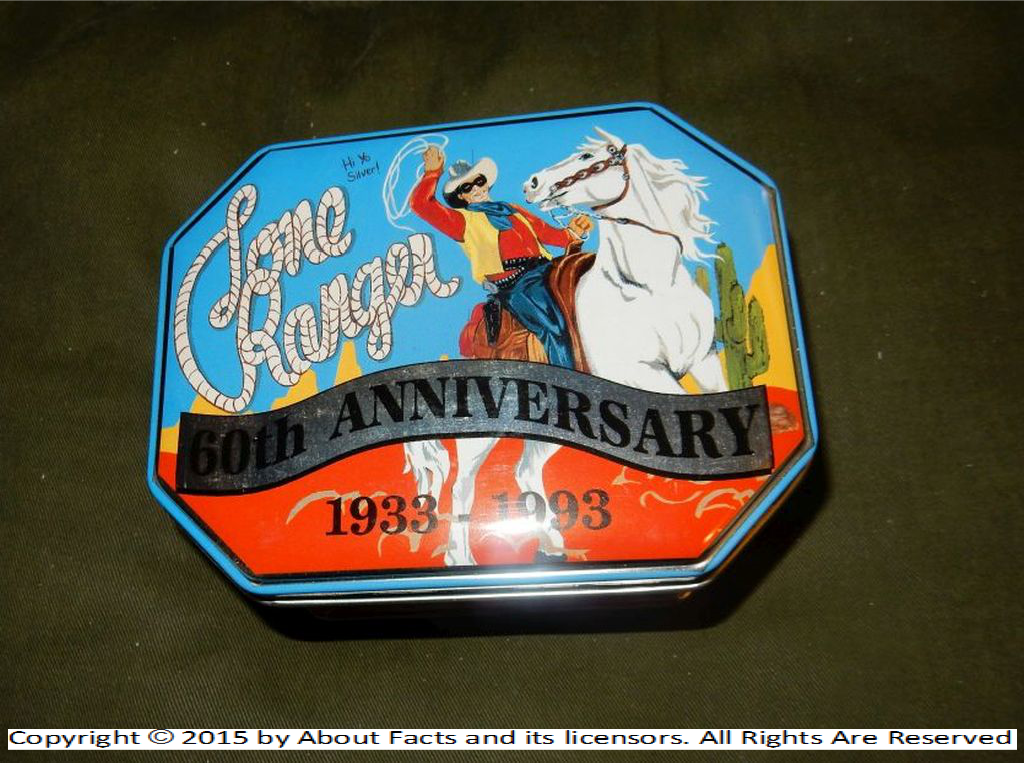 Hi Yo
Silver!
Lone
Ranger
60th ANNIVERSARY
1933 - 1993
Copyright © 2015 by About Facts and its licensors. All Rights Are Reserved